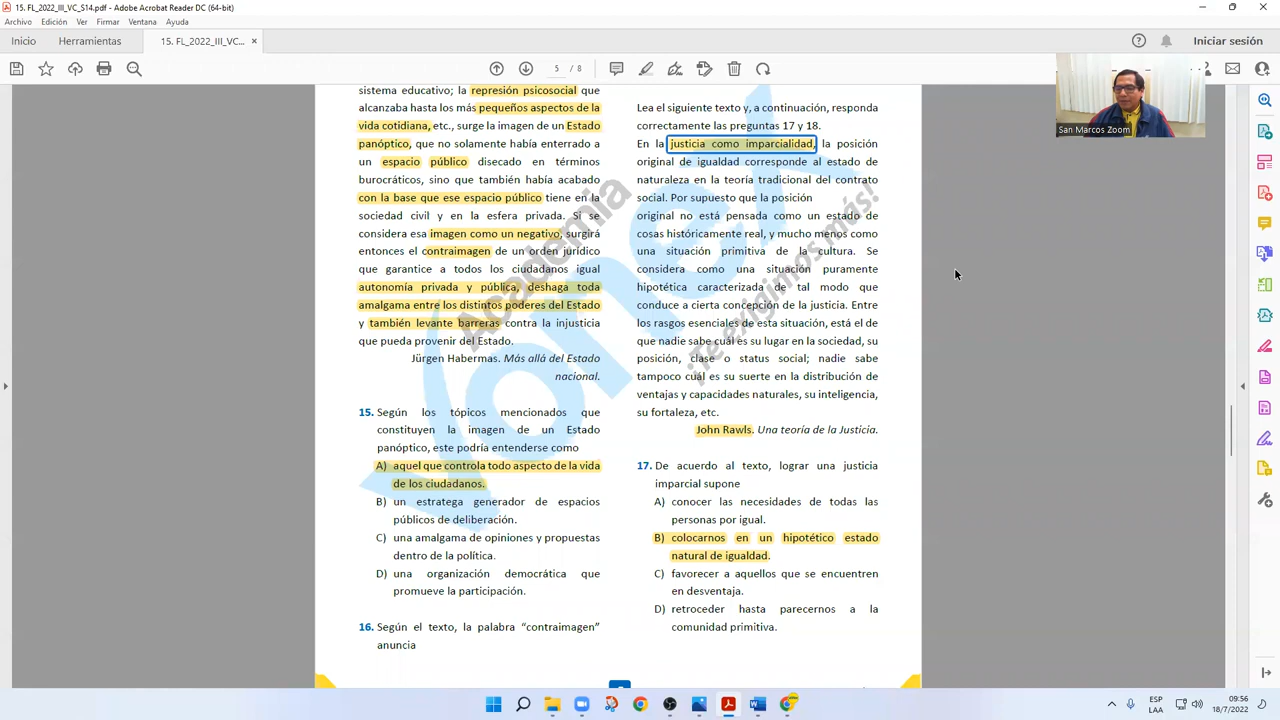 15. FL_2022_III_VC_S14.pdf - Adobe Acrobat Reader DC (64-bit)
Archivo Edición Ver Firmar Ventana Ayuda
Inicio Herramientas 15. FL_2022_III_VC... × Iniciar sesión
5 / 8
San Marcos Zoom
sistema educativo; la represión psicosocial que
alcanzaba hasta los más pequeños aspectos de la
vida cotidiana, etc., surge la imagen de un Estado
panóptico, que no solamente había enterrado a
un espacio público disecado en términos
burocráticos, sino que también había acabado
con la base que ese espacio público tiene en la
sociedad civil y en la esfera privada. Si se
considera esa imagen como un negativo, surgirá
entonces el contraimagen de un orden jurídico
que garantice a todos los ciudadanos igual
autonomía privada y pública, deshaga toda
amalgama entre los distintos poderes del Estado
y también levante barreras contra la injusticia
que pueda provenir del Estado.
Jürgen Habermas. Más allá del Estado
nacional.
15. Según los tópicos mencionados que
constituyen la imagen de un Estado
panóptico, este podría entenderse como
A) aquel que controla todo aspecto de la vida
de los ciudadanos.
B) un estratega generador de espacios
públicos de deliberación.
C) una amalgama de opiniones y propuestas
dentro de la política.
D) una organización democrática que
promueve la participación.
16. Según el texto, la palabra “contraimagen”
anuncia
Lea el siguiente texto y, a continuación, responda
correctamente las preguntas 17 y 18.
En la justicia como imparcialidad, la posición
original de igualdad corresponde al estado de
naturaleza en la teoría tradicional del contrato
social. Por supuesto que la posición
original no está pensada como un estado de
cosas históricamente real, y mucho menos como
una situación primitiva de la cultura. Se
considera como una situación puramente
hipotética caracterizada de tal modo que
conduce a cierta concepción de la justicia. Entre
los rasgos esenciales de esta situación, está el de
que nadie sabe cuál es su lugar en la sociedad, su
posición, clase o status social; nadie sabe
tampoco cuál es su suerte en la distribución de
ventajas y capacidades naturales, su inteligencia,
su fortaleza, etc.
John Rawls. Una teoría de la Justicia.
17. De acuerdo al texto, lograr una justicia
imparcial supone
A) conocer las necesidades de todas las
personas por igual.
B) colocarnos en un hipotético estado
natural de igualdad.
C) favorecer a aquellos que se encuentren
en desventaja.
D) retroceder hasta parecernos a la
comunidad primitiva.
Academia
Vonex
¡Te exigimos más!
ESP
LAA
09:56
18/7/2022